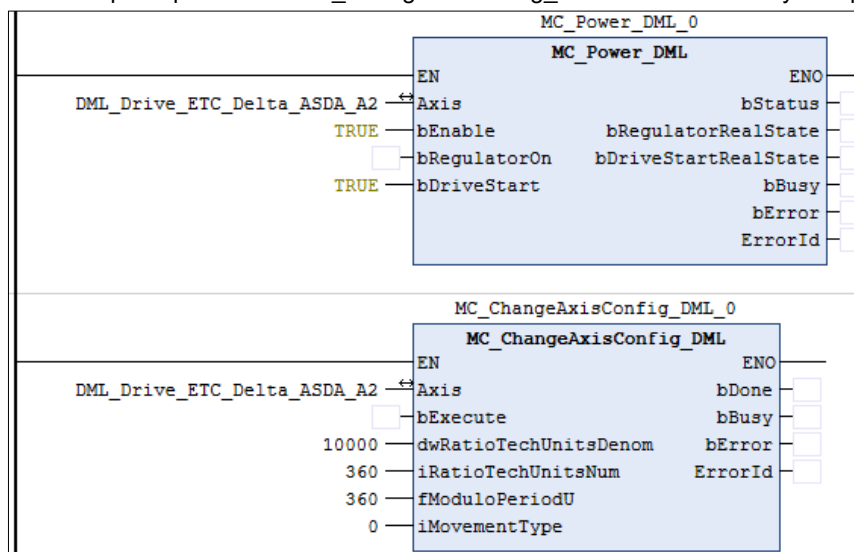 MC_Power_DML_0
MC_Power_DML
EN ENO
DML_Drive_ETC_Delta_ASDA_A2 Axis bStatus
TRUE bEnable bRegulatorRealState
bRegulatorOn bDriveStartRealState
TRUE bDriveStart bBusy
bError
ErrorId
MC_ChangeAxisConfig_DML_0
MC_ChangeAxisConfig_DML
EN ENO
DML_Drive_ETC_Delta_ASDA_A2 Axis bDone
bExecute bBusy
10000 dwRatioTechUnitsDenom bError
360 iRatioTechUnitsNum ErrorId
360 fModuloPeriodU
0 iMovementType